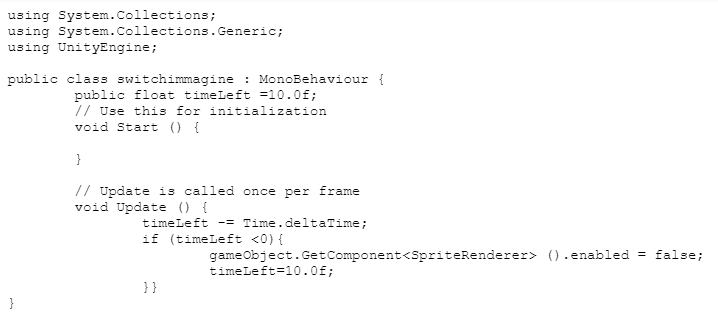 using System.Collections;
using System.Collections.Generic;
using UnityEngine;

public class switchimmagine : MonoBehaviour {
        public float timeLeft =10.0f;
        // Use this for initialization
        void Start () {

        }

        // Update is called once per frame
        void Update () {
                timeLeft -= Time.deltaTime;
                if (timeLeft <0){
                        gameObject.GetComponent<SpriteRenderer> ().enabled = false;
                        timeLeft=10.0f;
                }}
}